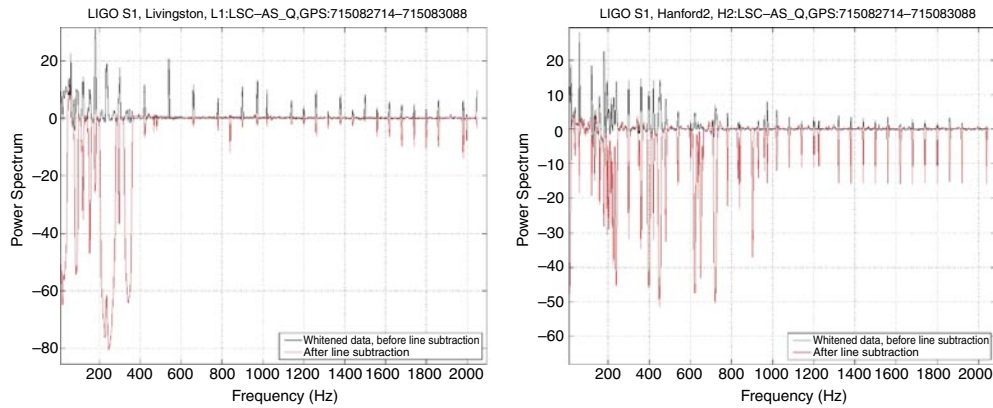 LIGO S1, Livingston, L1:LSC–AS_Q,GPS:715082714–715083088
20
0
–20
–40
–60
–80
Power Spectrum
200 400 600 800 1000 1200 1400 1600 1800 2000
Frequency (Hz)
Whitened data, before line subtraction
After line subtraction
LIGO S1, Hanford2, H2:LSC–AS_Q,GPS:715082714–715083088
20
10
0
–10
–20
–30
–40
–50
–60
Power Spectrum
200 400 600 800 1000 1200 1400 1600 1800 2000
Frequency (Hz)
Whitened data, before line subtraction
After line subtraction